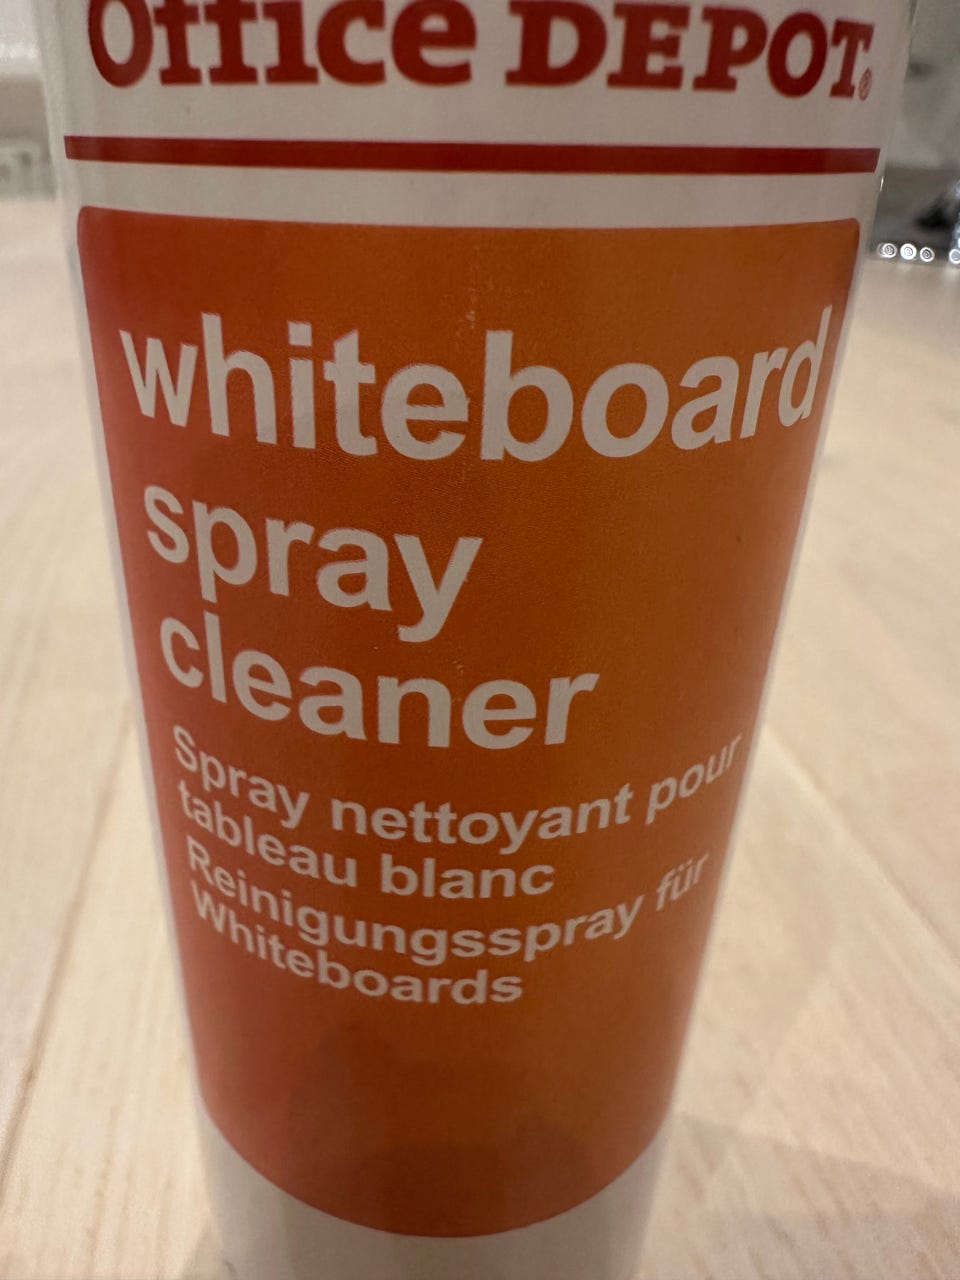 Office DEPOT®
whiteboard
spray
cleaner
Spray nettoyant pour
tableau blanc
Reinigungsspray für
Whiteboards